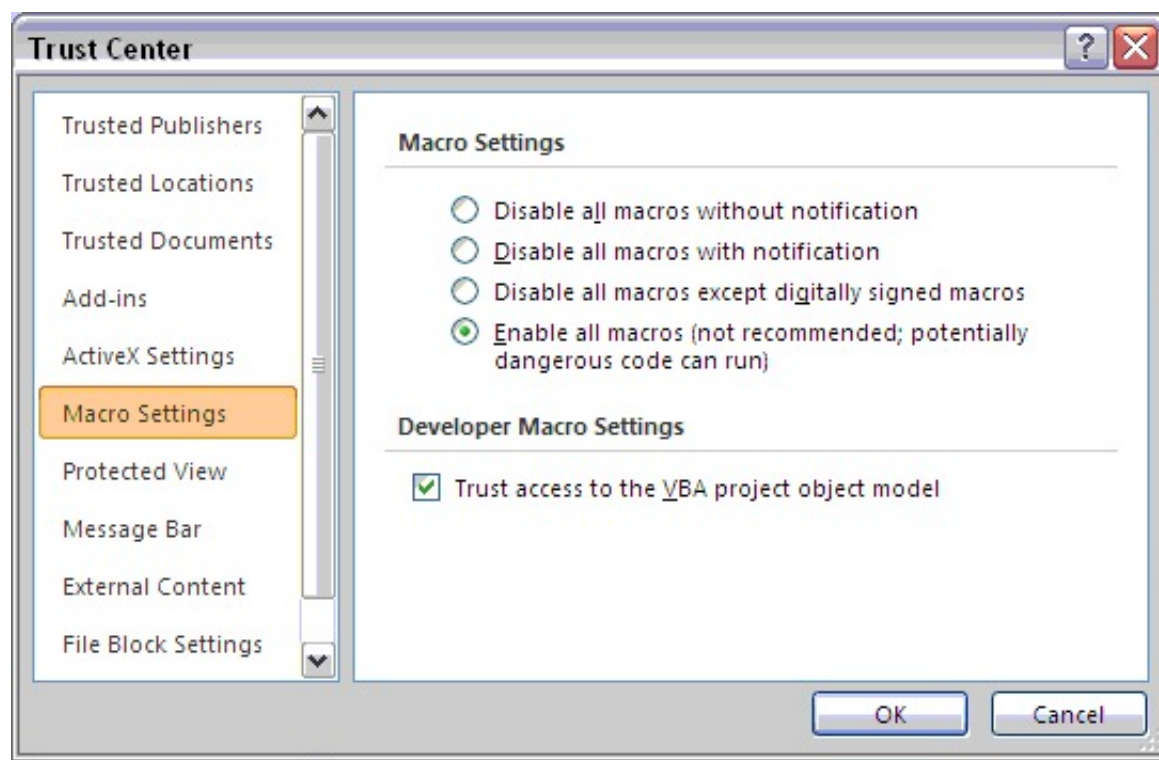 Trust Center
Trusted Publishers
Trusted Locations
Trusted Documents
Add-ins
ActiveX Settings
Macro Settings
Protected View
Message Bar
External Content
File Block Settings
Macro Settings
Disable all macros without notification
Disable all macros with notification
Disable all macros except digitally signed macros
Enable all macros (not recommended; potentially
dangerous code can run)
Developer Macro Settings
Trust access to the VBA project object model
OK
Cancel